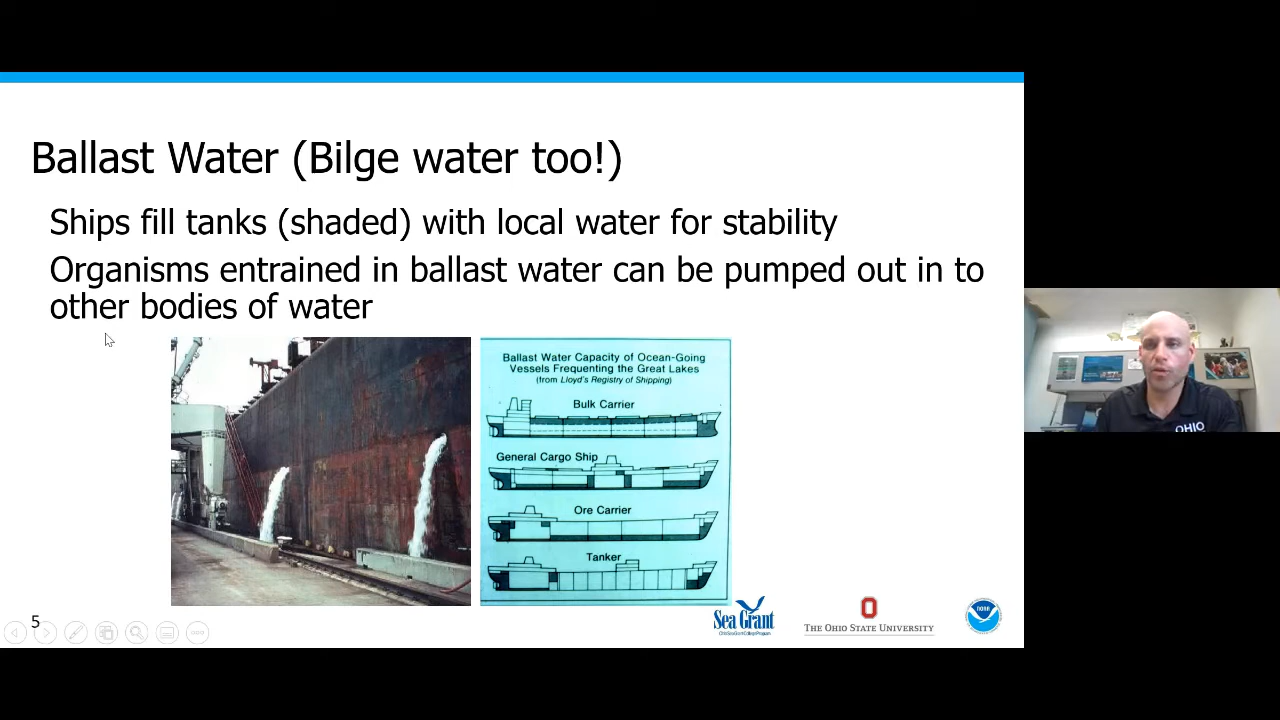 Ballast Water (Bilge water too!)
Ships fill tanks (shaded) with local water for stability
Organisms entrained in ballast water can be pumped out in to
other bodies of water
Ballast Water Capacity of Ocean-Going
Vessels Frequenting the Great Lakes
(from Lloyd's Registry of Shipping)
Bulk Carrier
General Cargo Ship
Ore Carrier
Tanker
OHIO
5
Sea Grant
Ohio Sea Grant College Program
THE OHIO STATE UNIVERSITY
NOAA